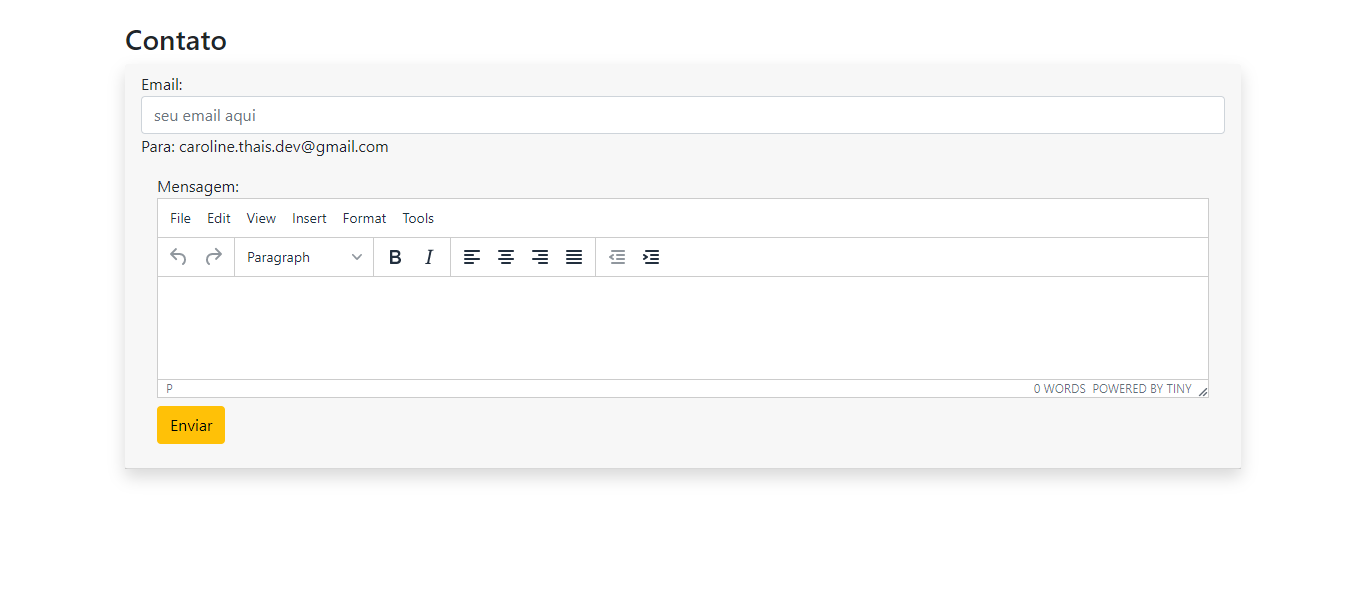 Contato
Email:
seu email aqui
Para: caroline.thais.dev@gmail.com
Mensagem:
File Edit View Insert Format Tools
Paragraph B I
P 0 WORDS POWERED BY TINY
Enviar